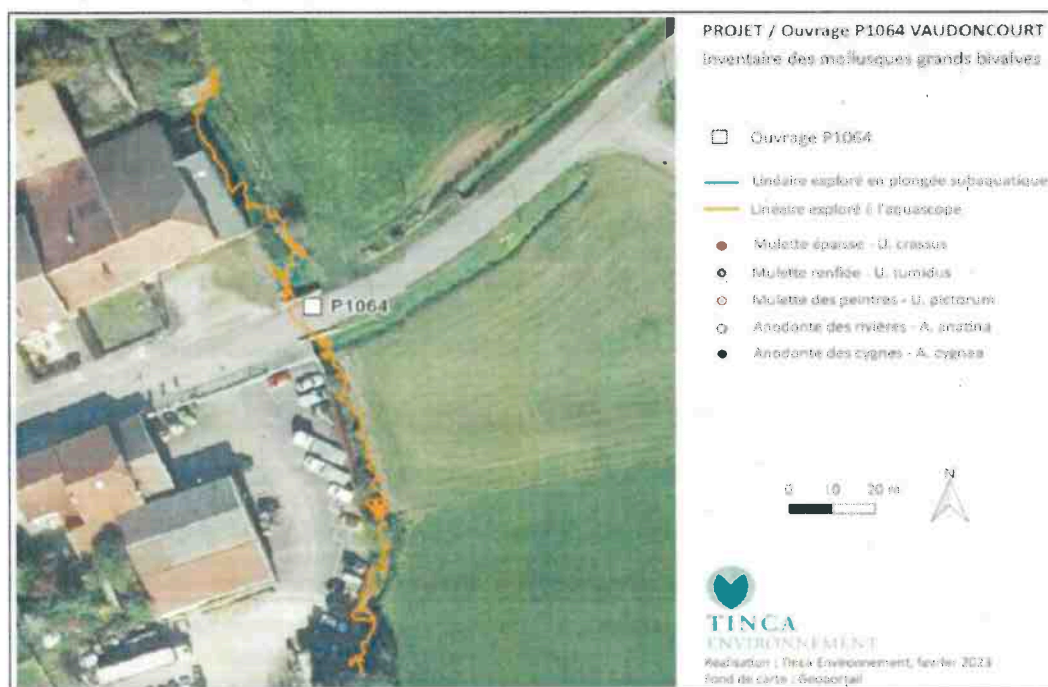 PROJET / Ouvrage P1064 VAUDONCOURT
Inventaire des mollusques grands bivalves
Ouvrage P1064
Linéaire exploré en plongée subaquatique
Linéaire exploré à l'aquascope
Mulette épaisse - U. crassus
Mulette renflée - U. tumidus
Mulette des peintres - U. pictorum
Anodonte des rivières - A. anatina
Anodonte des cygnes - A. cygnea
P1064
0 10 20 m
N
TINCA
ENVIRONNEMENT
Réalisation : Tinca Environnement, février 2023
Fond de carte : Géoportail